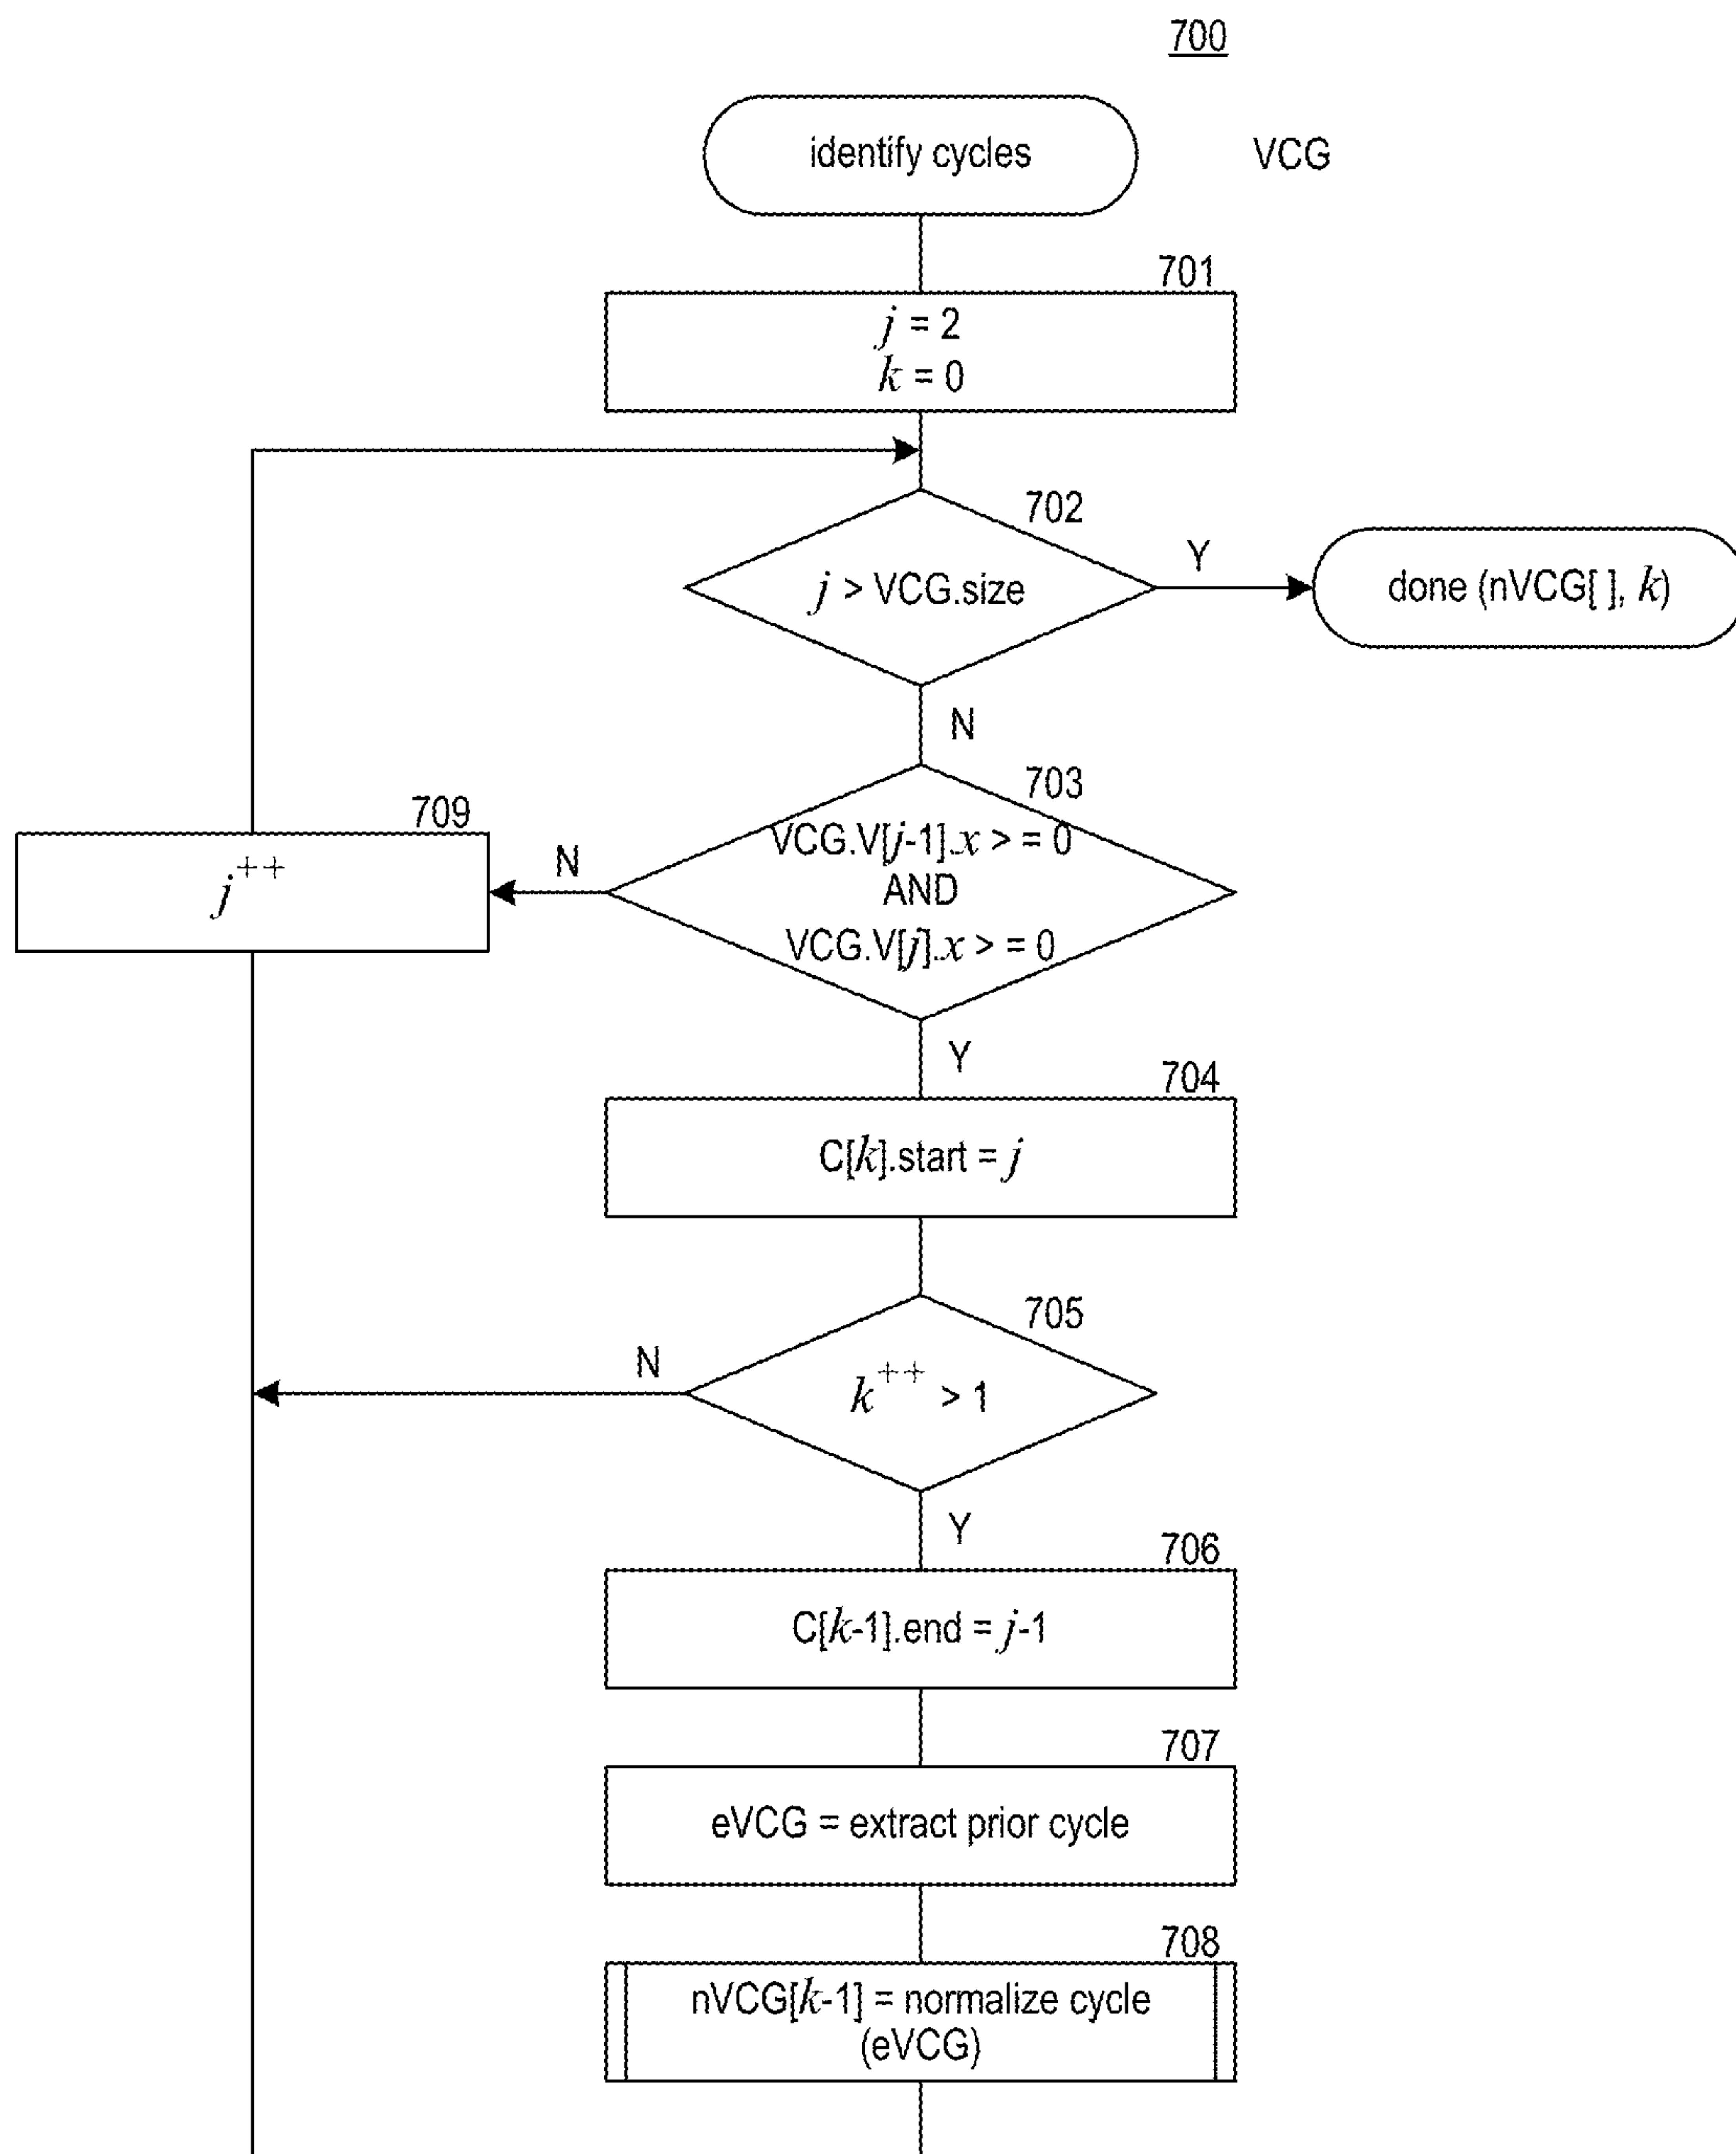 700
identify cycles
VCG
701
j = 2
k = 0
702
j > VCG.size
Y
done (nVCG[ ], k)
N
703
VCG.V[j-1].x > = 0
AND
VCG.V[j].x > = 0
N
709
j++
Y
704
C[k].start = j
705
k++ > 1
N
Y
706
C[k-1].end = j-1
707
eVCG = extract prior cycle
708
nVCG[k-1] = normalize cycle
(eVCG)